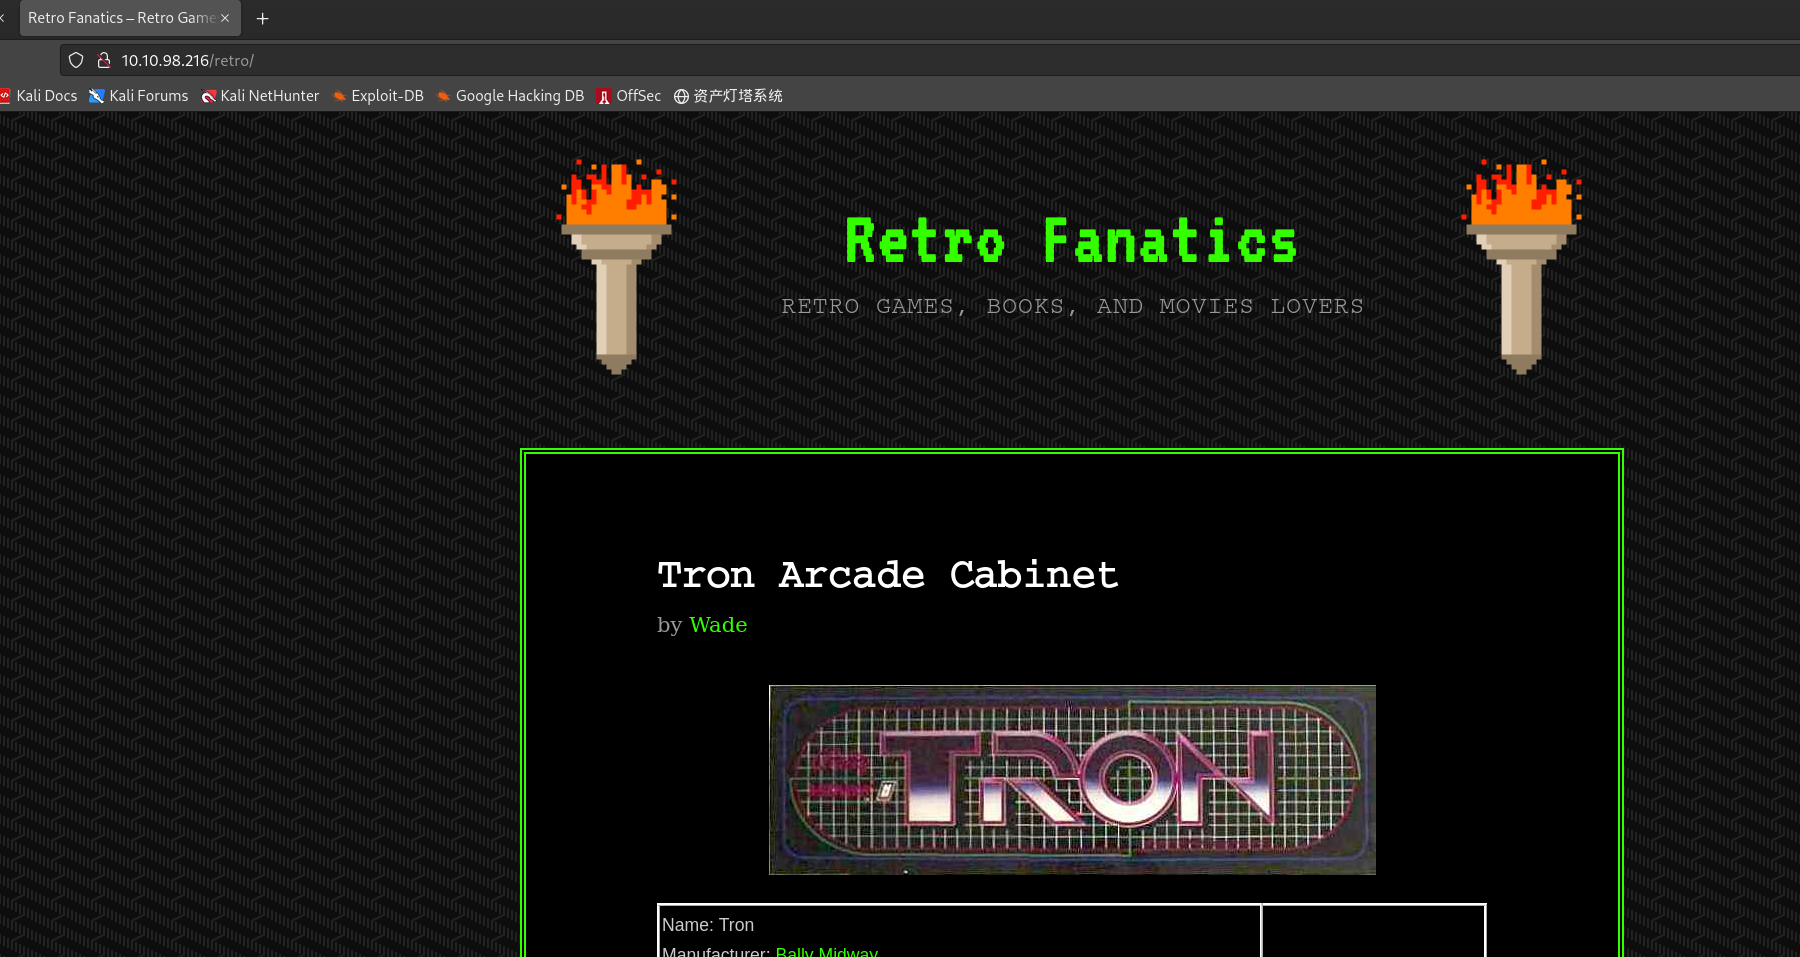 Retro Fanatics – Retro Game
10.10.98.216/retro/
Kali Docs Kali Forums Kali NetHunter Exploit-DB Google Hacking DB OffSec 资产灯塔系统
Retro Fanatics
RETRO GAMES, BOOKS, AND MOVIES LOVERS
Tron Arcade Cabinet
by Wade
TRON
Name: Tron
Manufacturer: Bally Midway